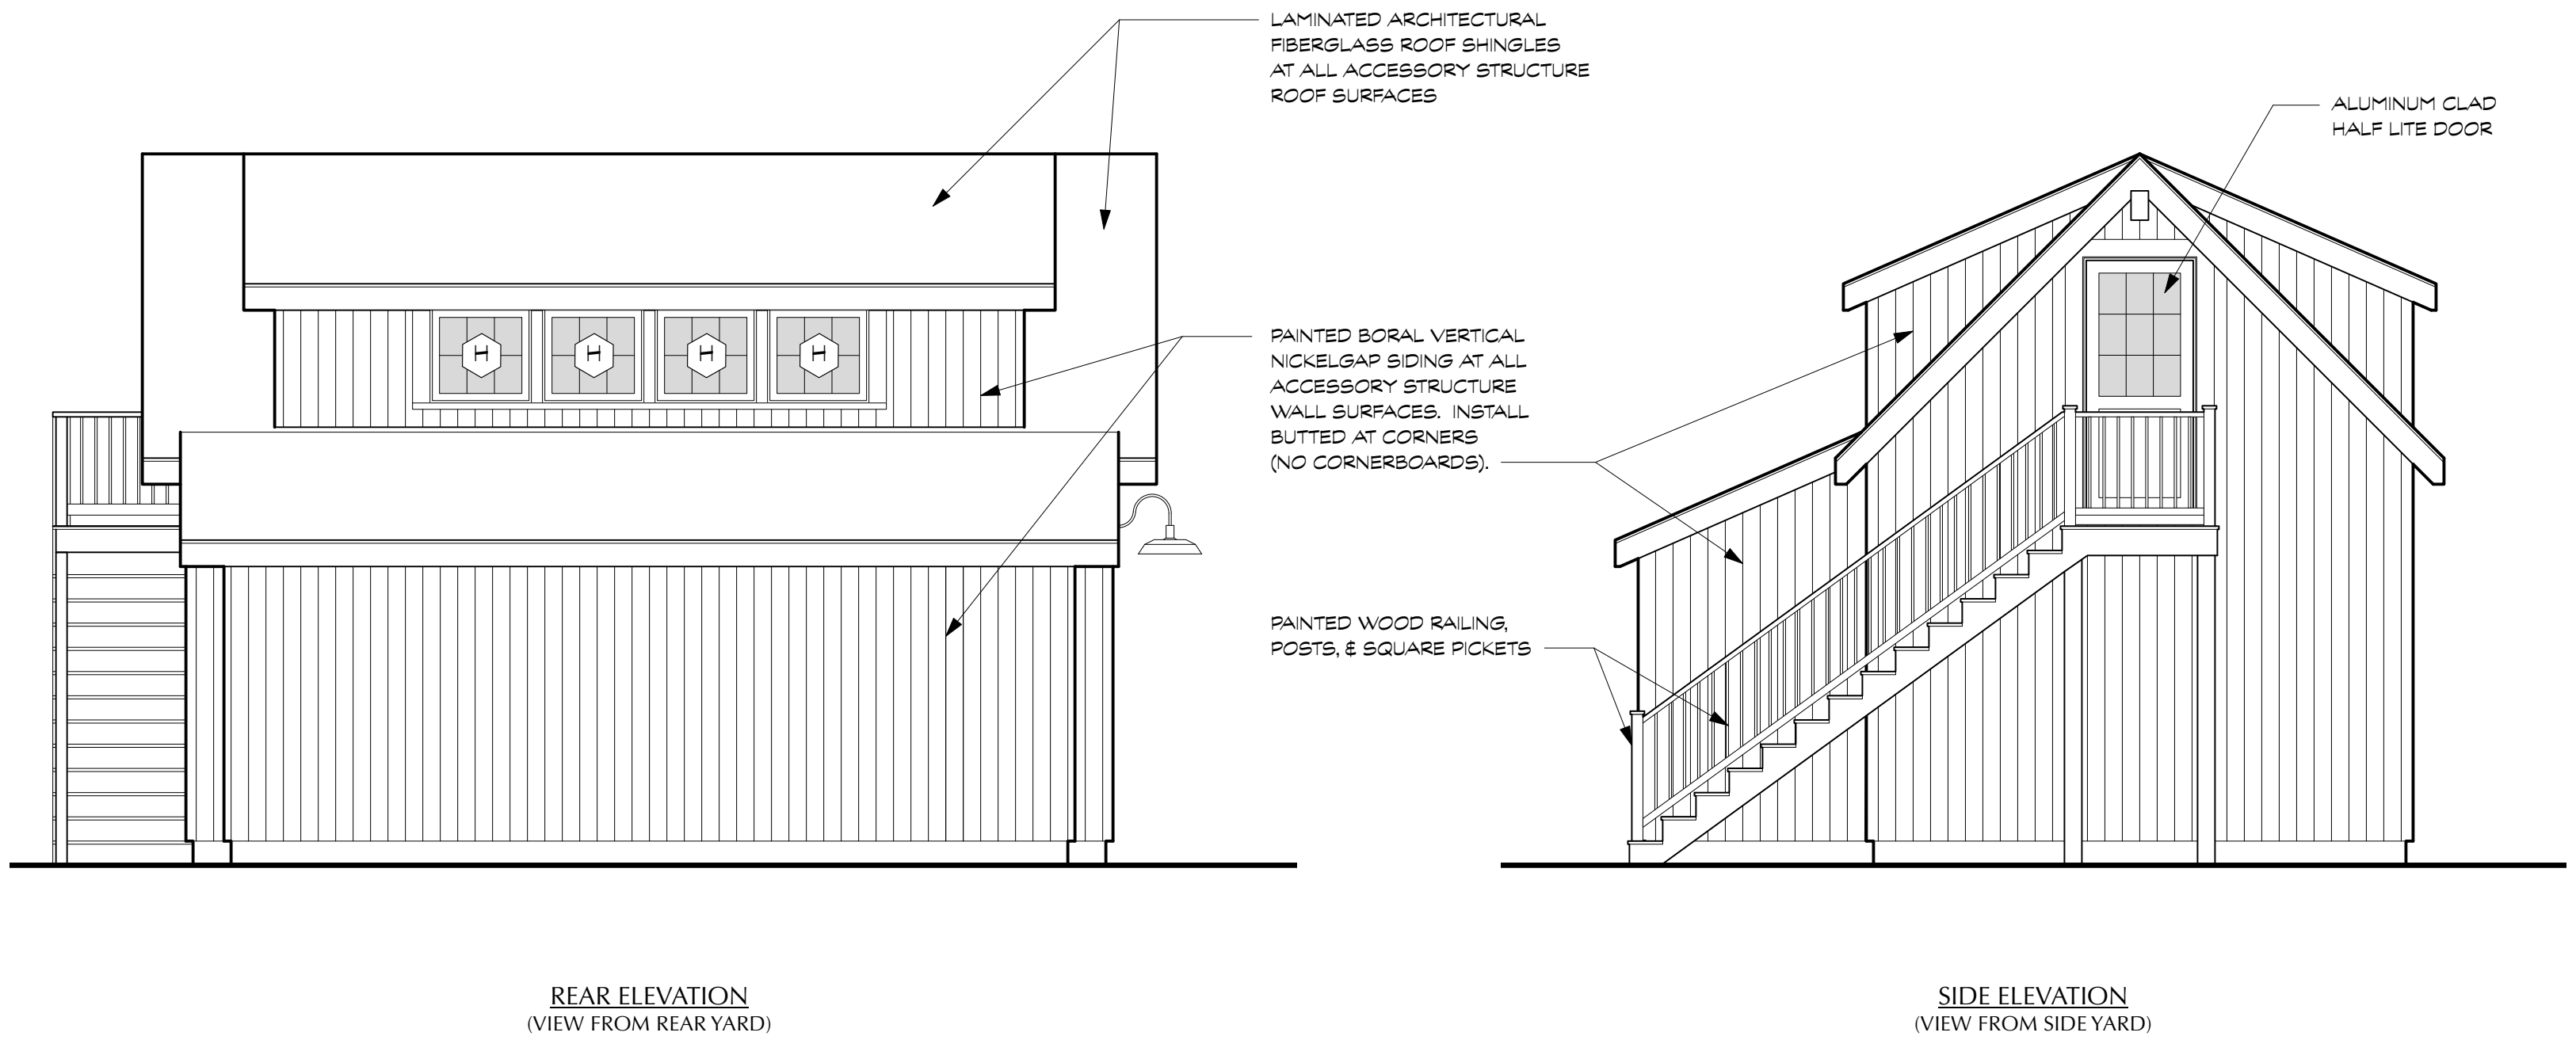 LAMINATED ARCHITECTURAL
FIBERGLASS ROOF SHINGLES
AT ALL ACCESSORY STRUCTURE
ROOF SURFACES
ALUMINUM CLAD
HALF LITE DOOR
H
H
H
H
PAINTED BORAL VERTICAL
NICKELGAP SIDING AT ALL
ACCESSORY STRUCTURE
WALL SURFACES. INSTALL
BUTTED AT CORNERS
(NO CORNERBOARDS).
PAINTED WOOD RAILING,
POSTS, & SQUARE PICKETS
REAR ELEVATION
(VIEW FROM REAR YARD)
SIDE ELEVATION
(VIEW FROM SIDE YARD)